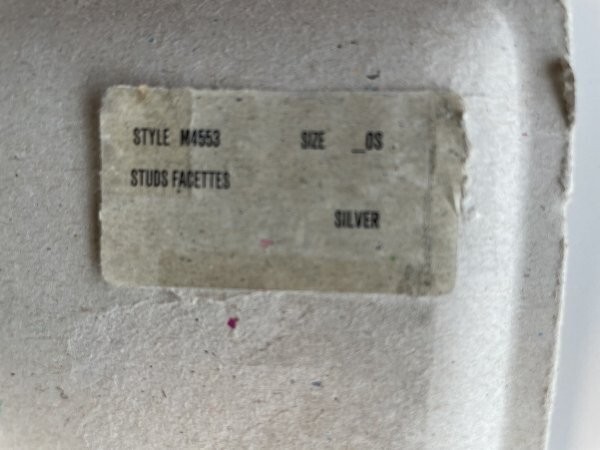 STYLE M4553 SIZE _OS
STUDS FACETTES
SILVER